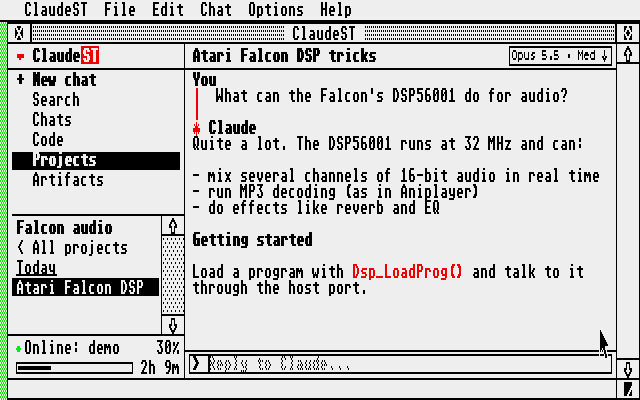 ClaudeST File Edit Chat Options Help
ClaudeST
ClaudeST
+ New chat
Search
Chats
Code
Projects
Artifacts
Falcon audio
< All projects
Today
Atari Falcon DSP
Online: demo 30%
2h 9m
Atari Falcon DSP tricks
Opus 5.5 · Med ↓
You
What can the Falcon's DSP56001 do for audio?
Claude
Quite a lot. The DSP56001 runs at 32 MHz and can:
- mix several channels of 16-bit audio in real time
- run MP3 decoding (as in Aniplayer)
- do effects like reverb and EQ
Getting started
Load a program with Dsp_LoadProg() and talk to it
through the host port.
> Reply to Claude...